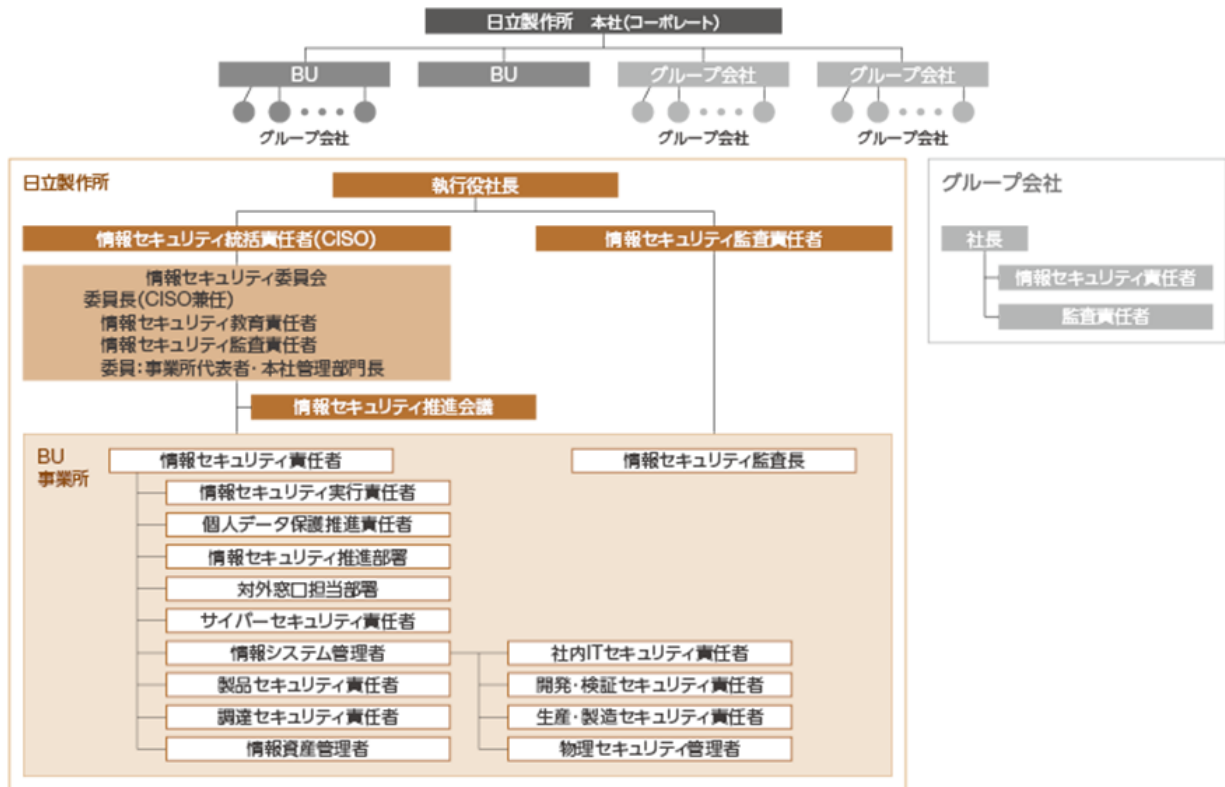 日立製作所 本社(コーポレート)
BU
BU
グループ会社
グループ会社
グループ会社
グループ会社
グループ会社
日立製作所
執行役社長
情報セキュリティ統括責任者(CISO)
情報セキュリティ監査責任者
情報セキュリティ委員会
委員長(CISO兼任)
情報セキュリティ教育責任者
情報セキュリティ監査責任者
委員:事業所代表者・本社管理部門長
情報セキュリティ推進会議
BU
事業所
情報セキュリティ責任者
情報セキュリティ監査長
情報セキュリティ実行責任者
個人データ保護推進責任者
情報セキュリティ推進部署
対外窓口担当部署
サイバーセキュリティ責任者
情報システム管理者
社内ITセキュリティ責任者
製品セキュリティ責任者
開発・検証セキュリティ責任者
調達セキュリティ責任者
生産・製造セキュリティ責任者
情報資産管理者
物理セキュリティ管理者
グループ会社
社長
情報セキュリティ責任者
監査責任者